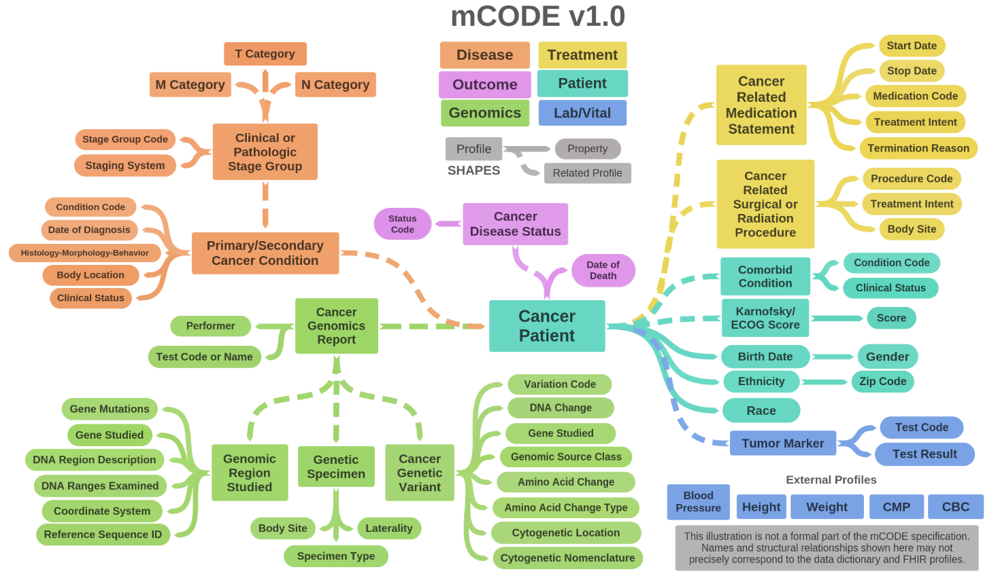 mCODE v1.0
Disease
Treatment
Outcome
Patient
Genomics
Lab/Vital
Profile
Property
SHAPES
Related Profile
T Category
M Category
N Category
Clinical or
Pathologic
Stage Group
Stage Group Code
Staging System
Condition Code
Date of Diagnosis
Histology-Morphology-Behavior
Body Location
Clinical Status
Primary/Secondary
Cancer Condition
Status
Code
Cancer
Disease Status
Date of
Death
Cancer
Patient
Performer
Test Code or Name
Cancer
Genomics
Report
Gene Mutations
Gene Studied
DNA Region Description
DNA Ranges Examined
Coordinate System
Reference Sequence ID
Genomic
Region
Studied
Genetic
Specimen
Body Site
Laterality
Specimen Type
Cancer
Genetic
Variant
Variation Code
DNA Change
Gene Studied
Genomic Source Class
Amino Acid Change
Amino Acid Change Type
Cytogenetic Location
Cytogenetic Nomenclature
Cancer
Related
Medication
Statement
Start Date
Stop Date
Medication Code
Treatment Intent
Termination Reason
Cancer
Related
Surgical or
Radiation
Procedure
Procedure Code
Treatment Intent
Body Site
Comorbid
Condition
Condition Code
Clinical Status
Karnofsky/
ECOG Score
Score
Birth Date
Gender
Ethnicity
Zip Code
Race
Tumor Marker
Test Code
Test Result
External Profiles
Blood
Pressure
Height
Weight
CMP
CBC
This illustration is not a formal part of the mCODE specification.
Names and structural relationships shown here may not
precisely correspond to the data dictionary and FHIR profiles.